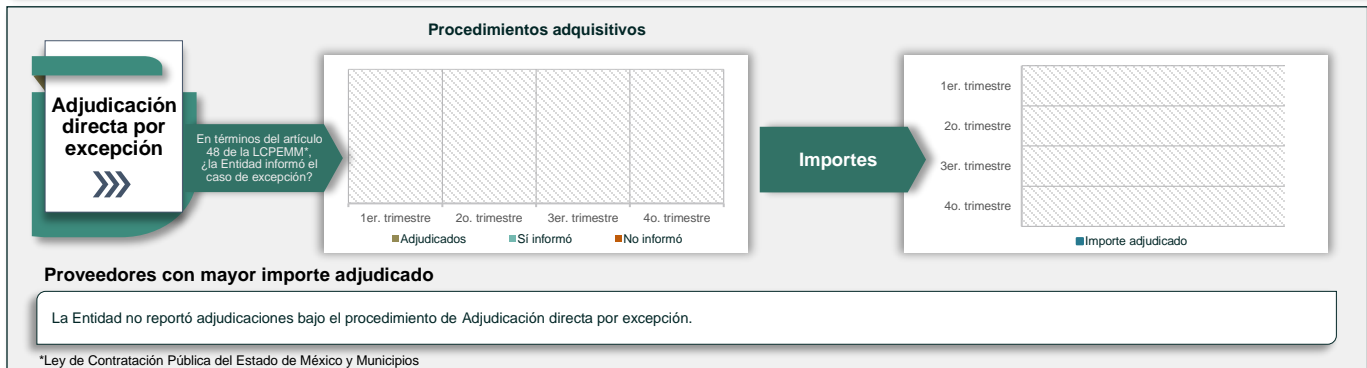 Procedimientos adquisitivos
Adjudicación
directa por
excepción
En términos del artículo
48 de la LCPEMM*,
¿la Entidad informó el
caso de excepción?
1er. trimestre 2o. trimestre 3er. trimestre 4o. trimestre
Adjudicados Sí informó No informó
Importes
1er. trimestre
2o. trimestre
3er. trimestre
4o. trimestre
Importe adjudicado
Proveedores con mayor importe adjudicado
La Entidad no reportó adjudicaciones bajo el procedimiento de Adjudicación directa por excepción.
*Ley de Contratación Pública del Estado de México y Municipios